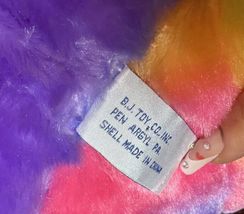 B.J. TOY CO. INC.
PEN ARGYL PA
SHELL MADE IN CHINA